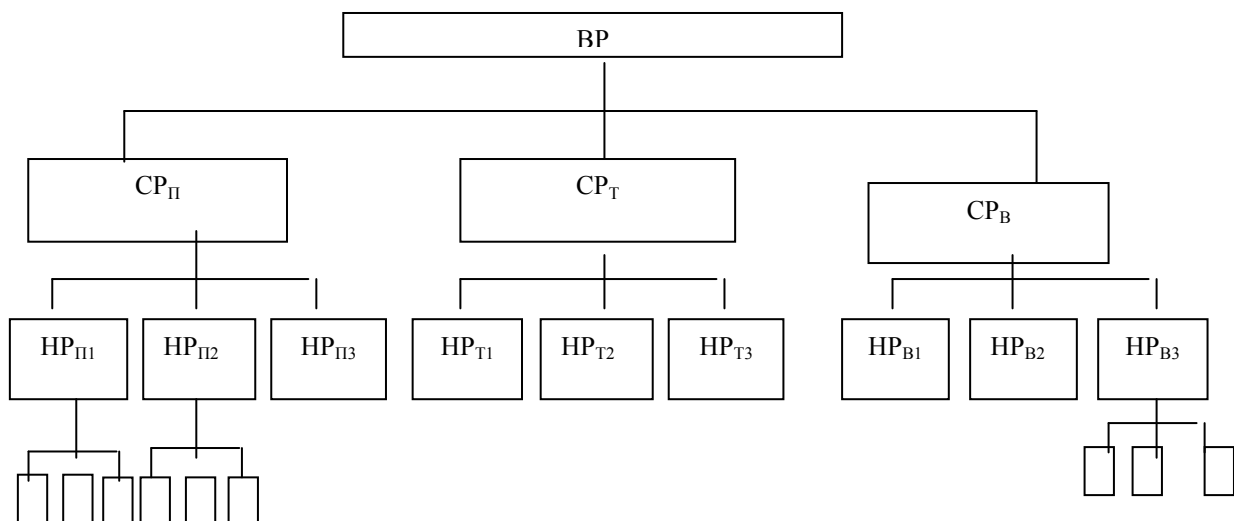 ВР
СР_П
СР_Т
СР_В
НР_П1
НР_П2
НР_П3
НР_Т1
НР_Т2
НР_Т3
НР_В1
НР_В2
НР_В3